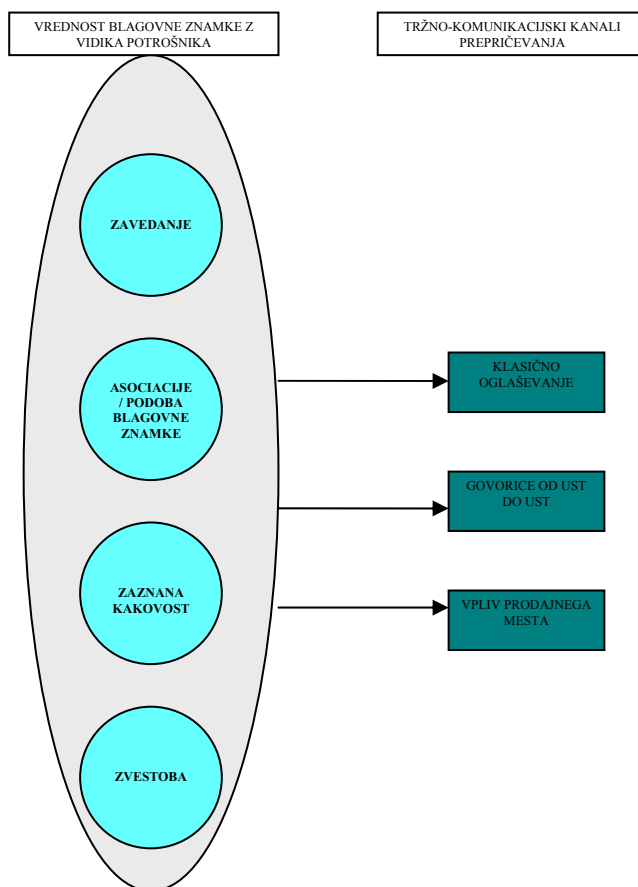 VREDNOST BLAGOVNE ZNAMKE Z
VIDIKA POTROŠNIKA
TRŽNO-KOMUNIKACIJSKI KANALI
PREPRIČEVANJA
ZAVEDANJE
ASOCIACIJE
/ PODOBA
BLAGOVNE
ZNAMKE
ZAZNANA
KAKOVOST
ZVESTOBA
KLASIČNO
OGLAŠEVANJE
GOVORICE OD UST
DO UST
VPLIV PRODAJNEGA
MESTA